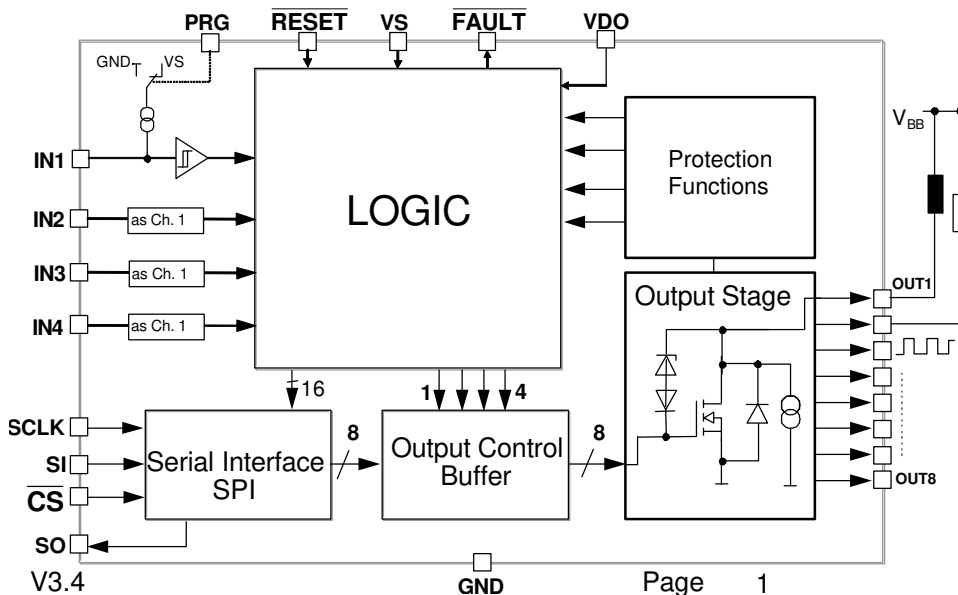 PRG RESET VS FAULT VDO
GND VS
VBB
IN1
IN2 as Ch. 1
IN3 as Ch. 1
IN4 as Ch. 1
LOGIC
Protection
Functions
Output Stage
OUT1
16
1 4
SCLK
SI
CS
SO
Serial Interface
SPI
8
Output Control
Buffer
8
OUT8
GND
V3.4 Page 1